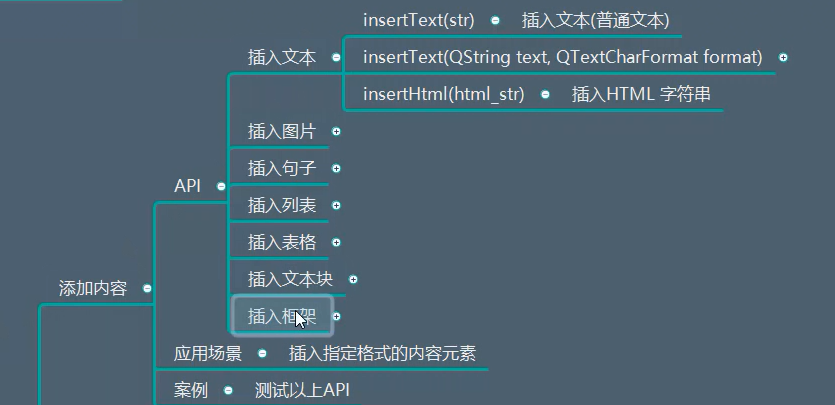 insertText(str) 插入文本(普通文本)
插入文本 insertText(QString text, QTextCharFormat format)
insertHtml(html_str) 插入HTML 字符串
插入图片
插入句子
API
插入列表
插入表格
插入文本块
添加内容
插入框架
应用场景 插入指定格式的内容元素
案例 测试以上API